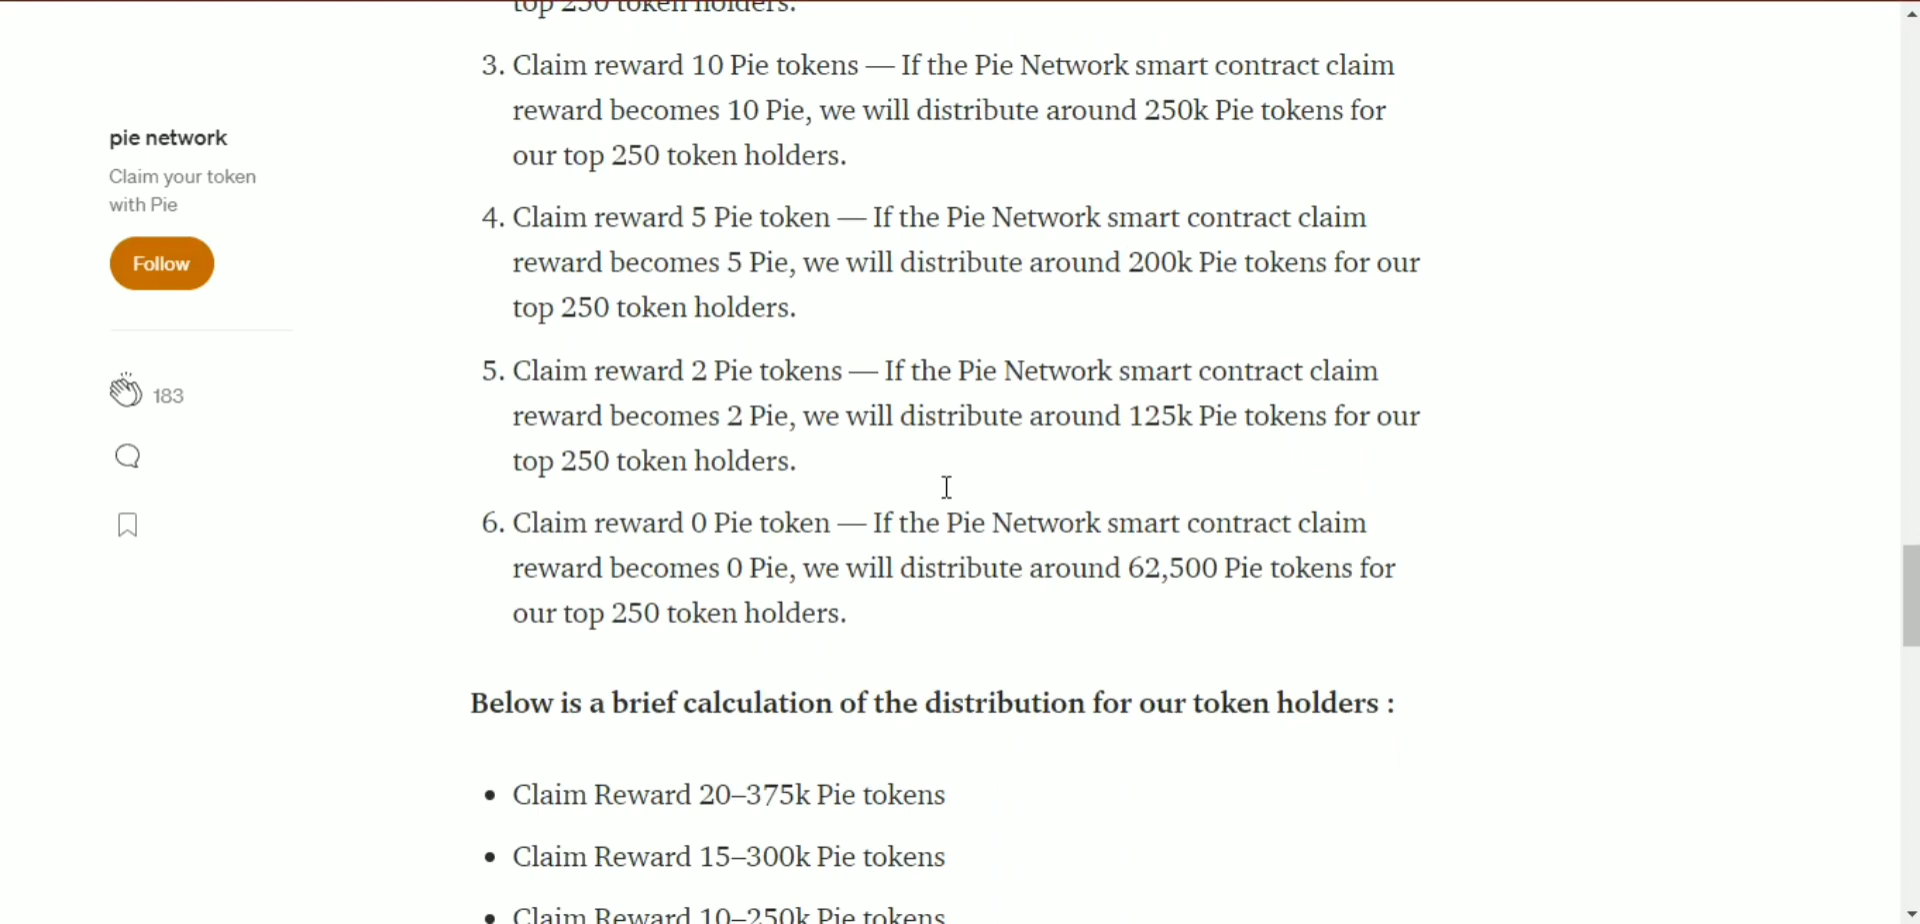 top 250 token holders.
3. Claim reward 10 Pie tokens — If the Pie Network smart contract claim
reward becomes 10 Pie, we will distribute around 250k Pie tokens for
our top 250 token holders.
pie network
Claim your token
with Pie
Follow
183
4. Claim reward 5 Pie token — If the Pie Network smart contract claim
reward becomes 5 Pie, we will distribute around 200k Pie tokens for our
top 250 token holders.
5. Claim reward 2 Pie tokens — If the Pie Network smart contract claim
reward becomes 2 Pie, we will distribute around 125k Pie tokens for our
top 250 token holders.
6. Claim reward 0 Pie token — If the Pie Network smart contract claim
reward becomes 0 Pie, we will distribute around 62,500 Pie tokens for
our top 250 token holders.
Below is a brief calculation of the distribution for our token holders :
• Claim Reward 20–375k Pie tokens
• Claim Reward 15–300k Pie tokens
• Claim Reward 10–250k Pie tokens